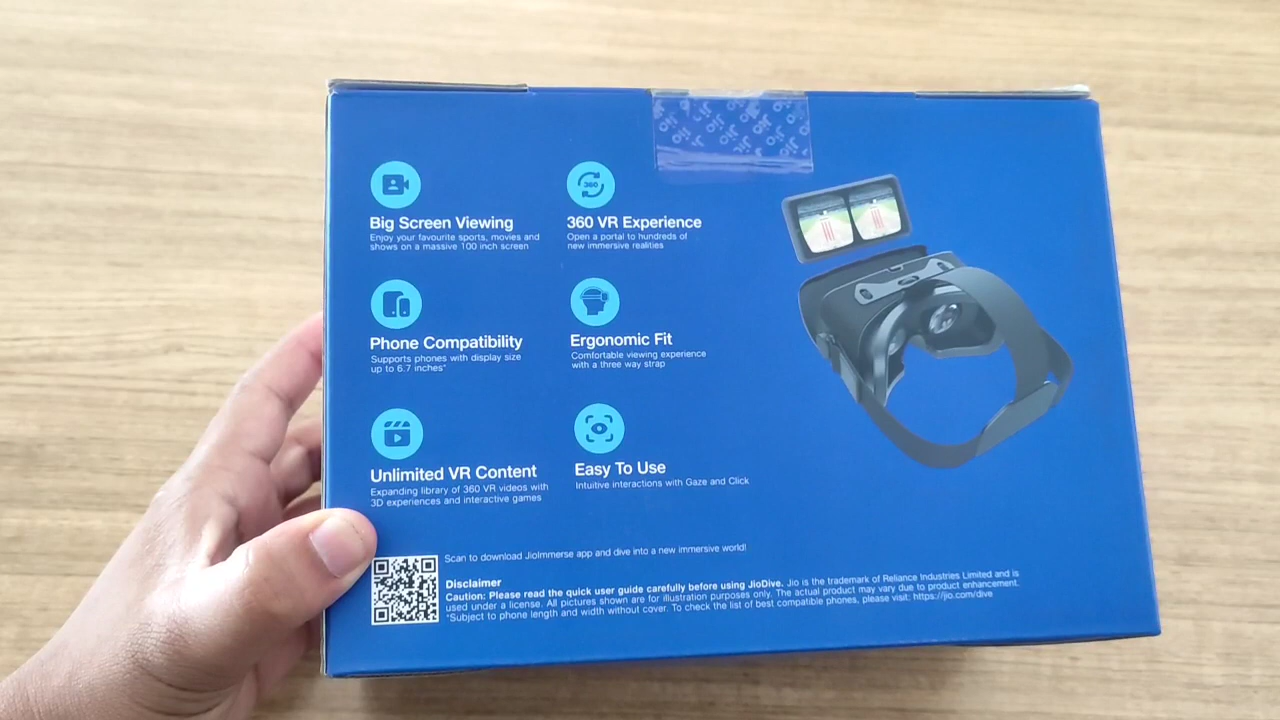 Jio Jio Jio Jio Jio Jio
360
Big Screen Viewing
Enjoy your favourite sports, movies and
shows on a massive 100 inch screen
360 VR Experience
Open a portal to hundreds of
new immersive realities
Phone Compatibility
Supports phones with display size
up to 6.7 inches*
Ergonomic Fit
Comfortable viewing experience
with a three way strap
Unlimited VR Content
Expanding library of 360 VR videos with
3D experiences and interactive games
Easy To Use
Intuitive interactions with Gaze and Click
Scan to download JioImmerse app and dive into a new immersive world!
Disclaimer
Caution: Please read the quick user guide carefully before using JioDive. Jio is the trademark of Reliance Industries Limited and is
used under a license. All pictures shown are for illustration purposes only. The actual product may vary due to product enhancement.
*Subject to phone length and width without cover. To check the list of best compatible phones, please visit: https://jio.com/dive